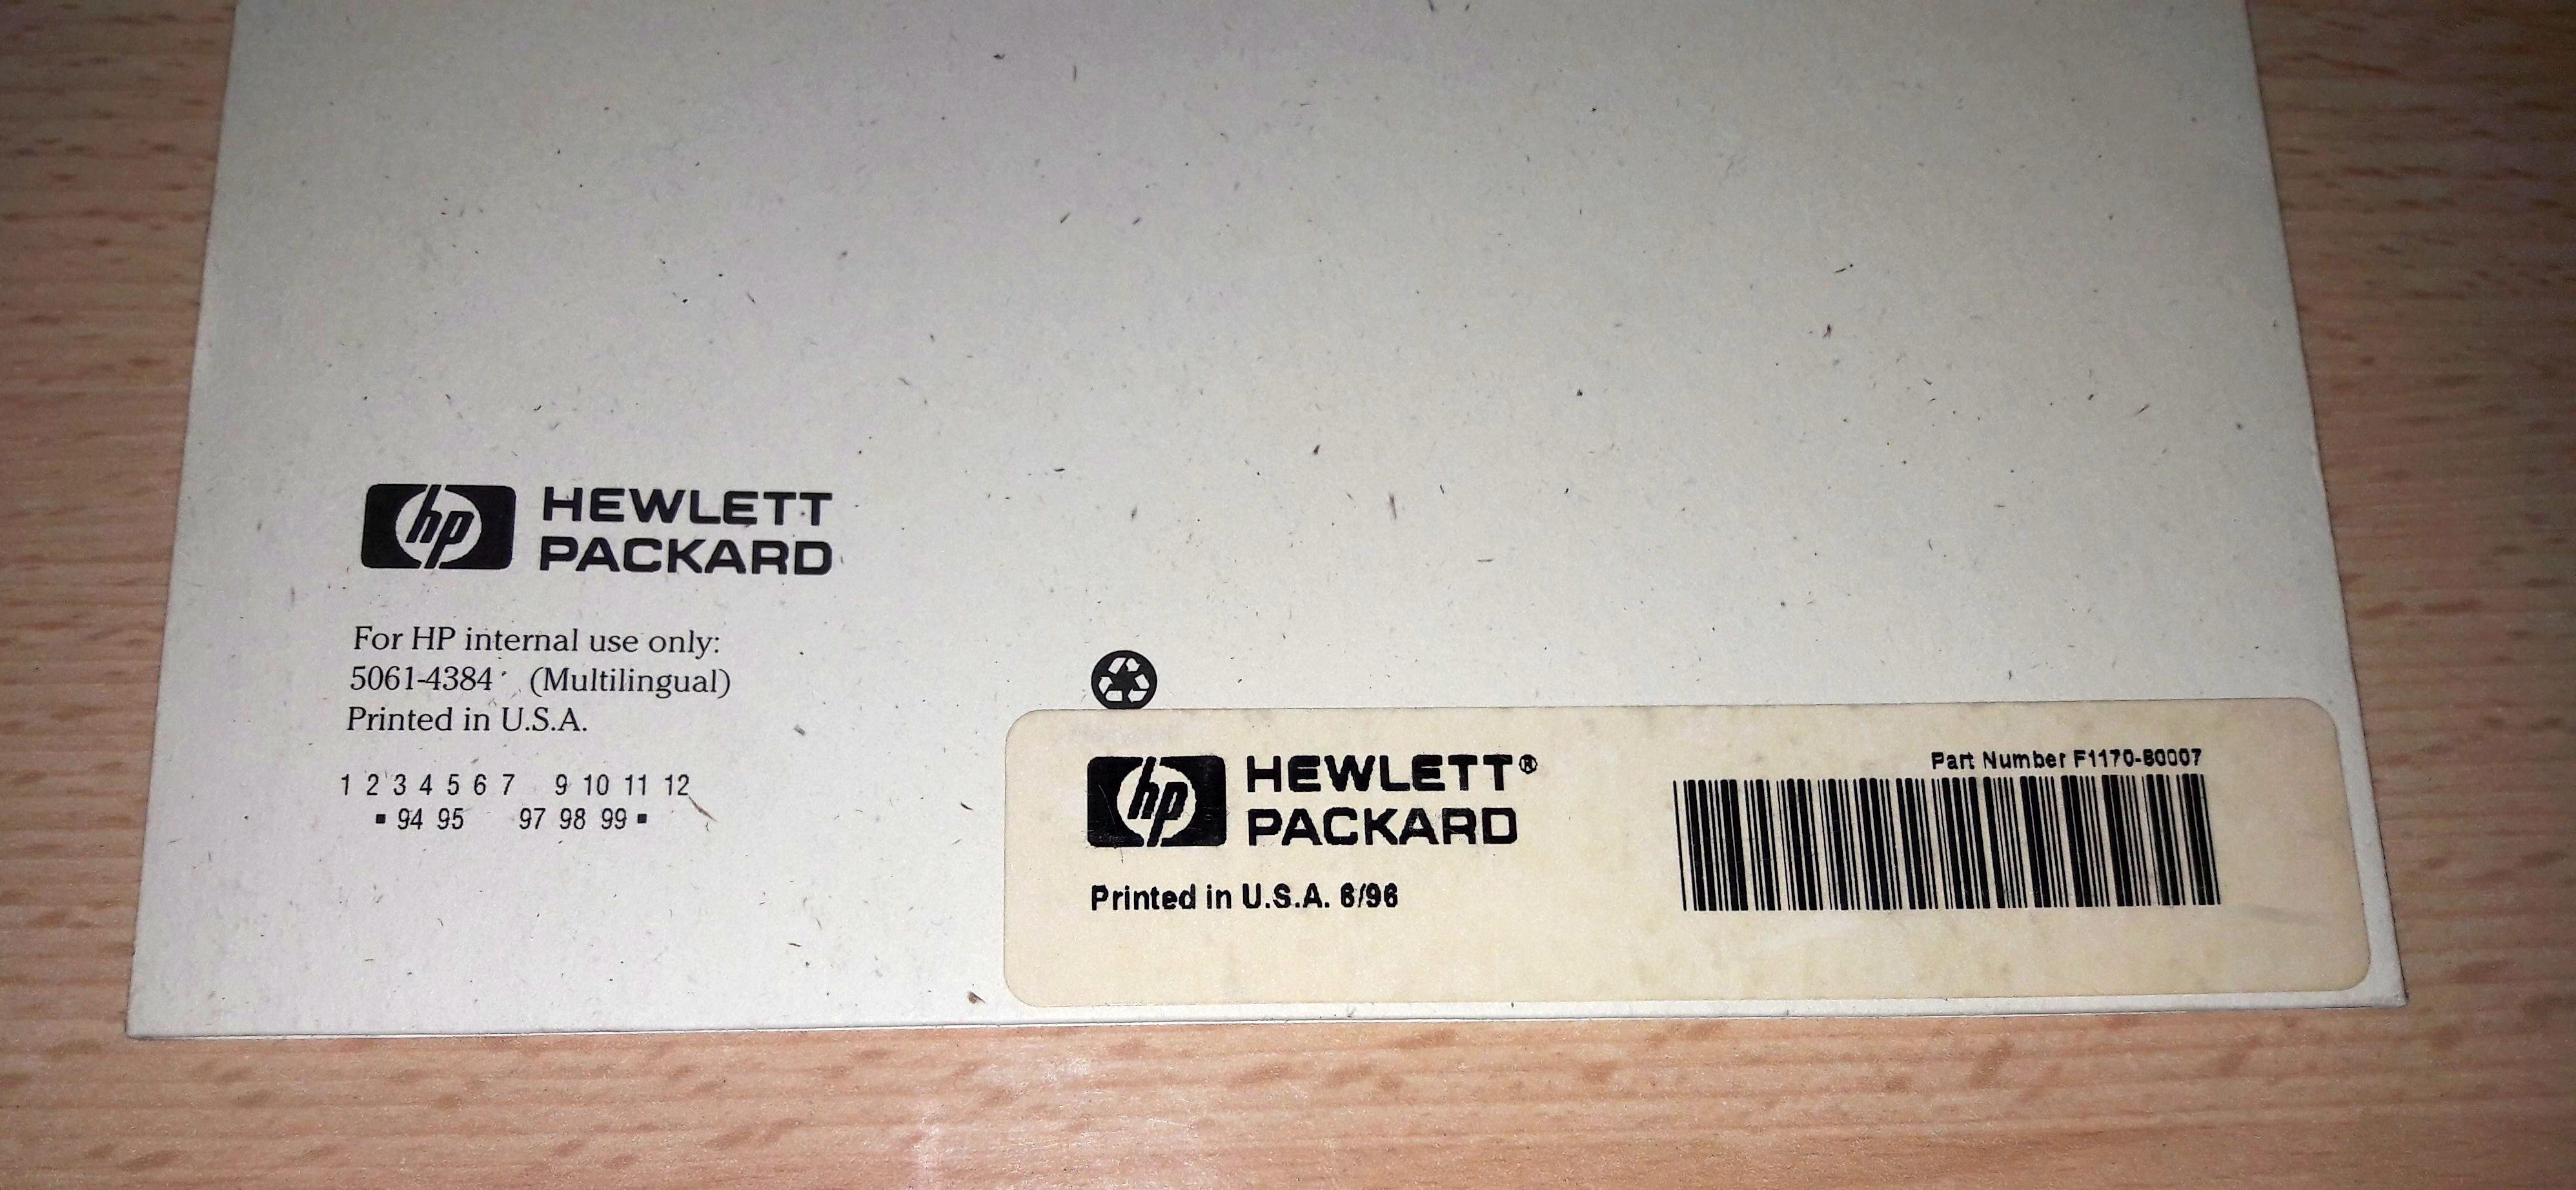 hp HEWLETT
PACKARD
For HP internal use only:
5061-4384 (Multilingual)
Printed in U.S.A.
1 2 3 4 5 6 7 9 10 11 12
▪ 94 95 97 98 99 ▪
hp HEWLETT®
PACKARD
Printed in U.S.A. 6/96
Part Number F1170-80007